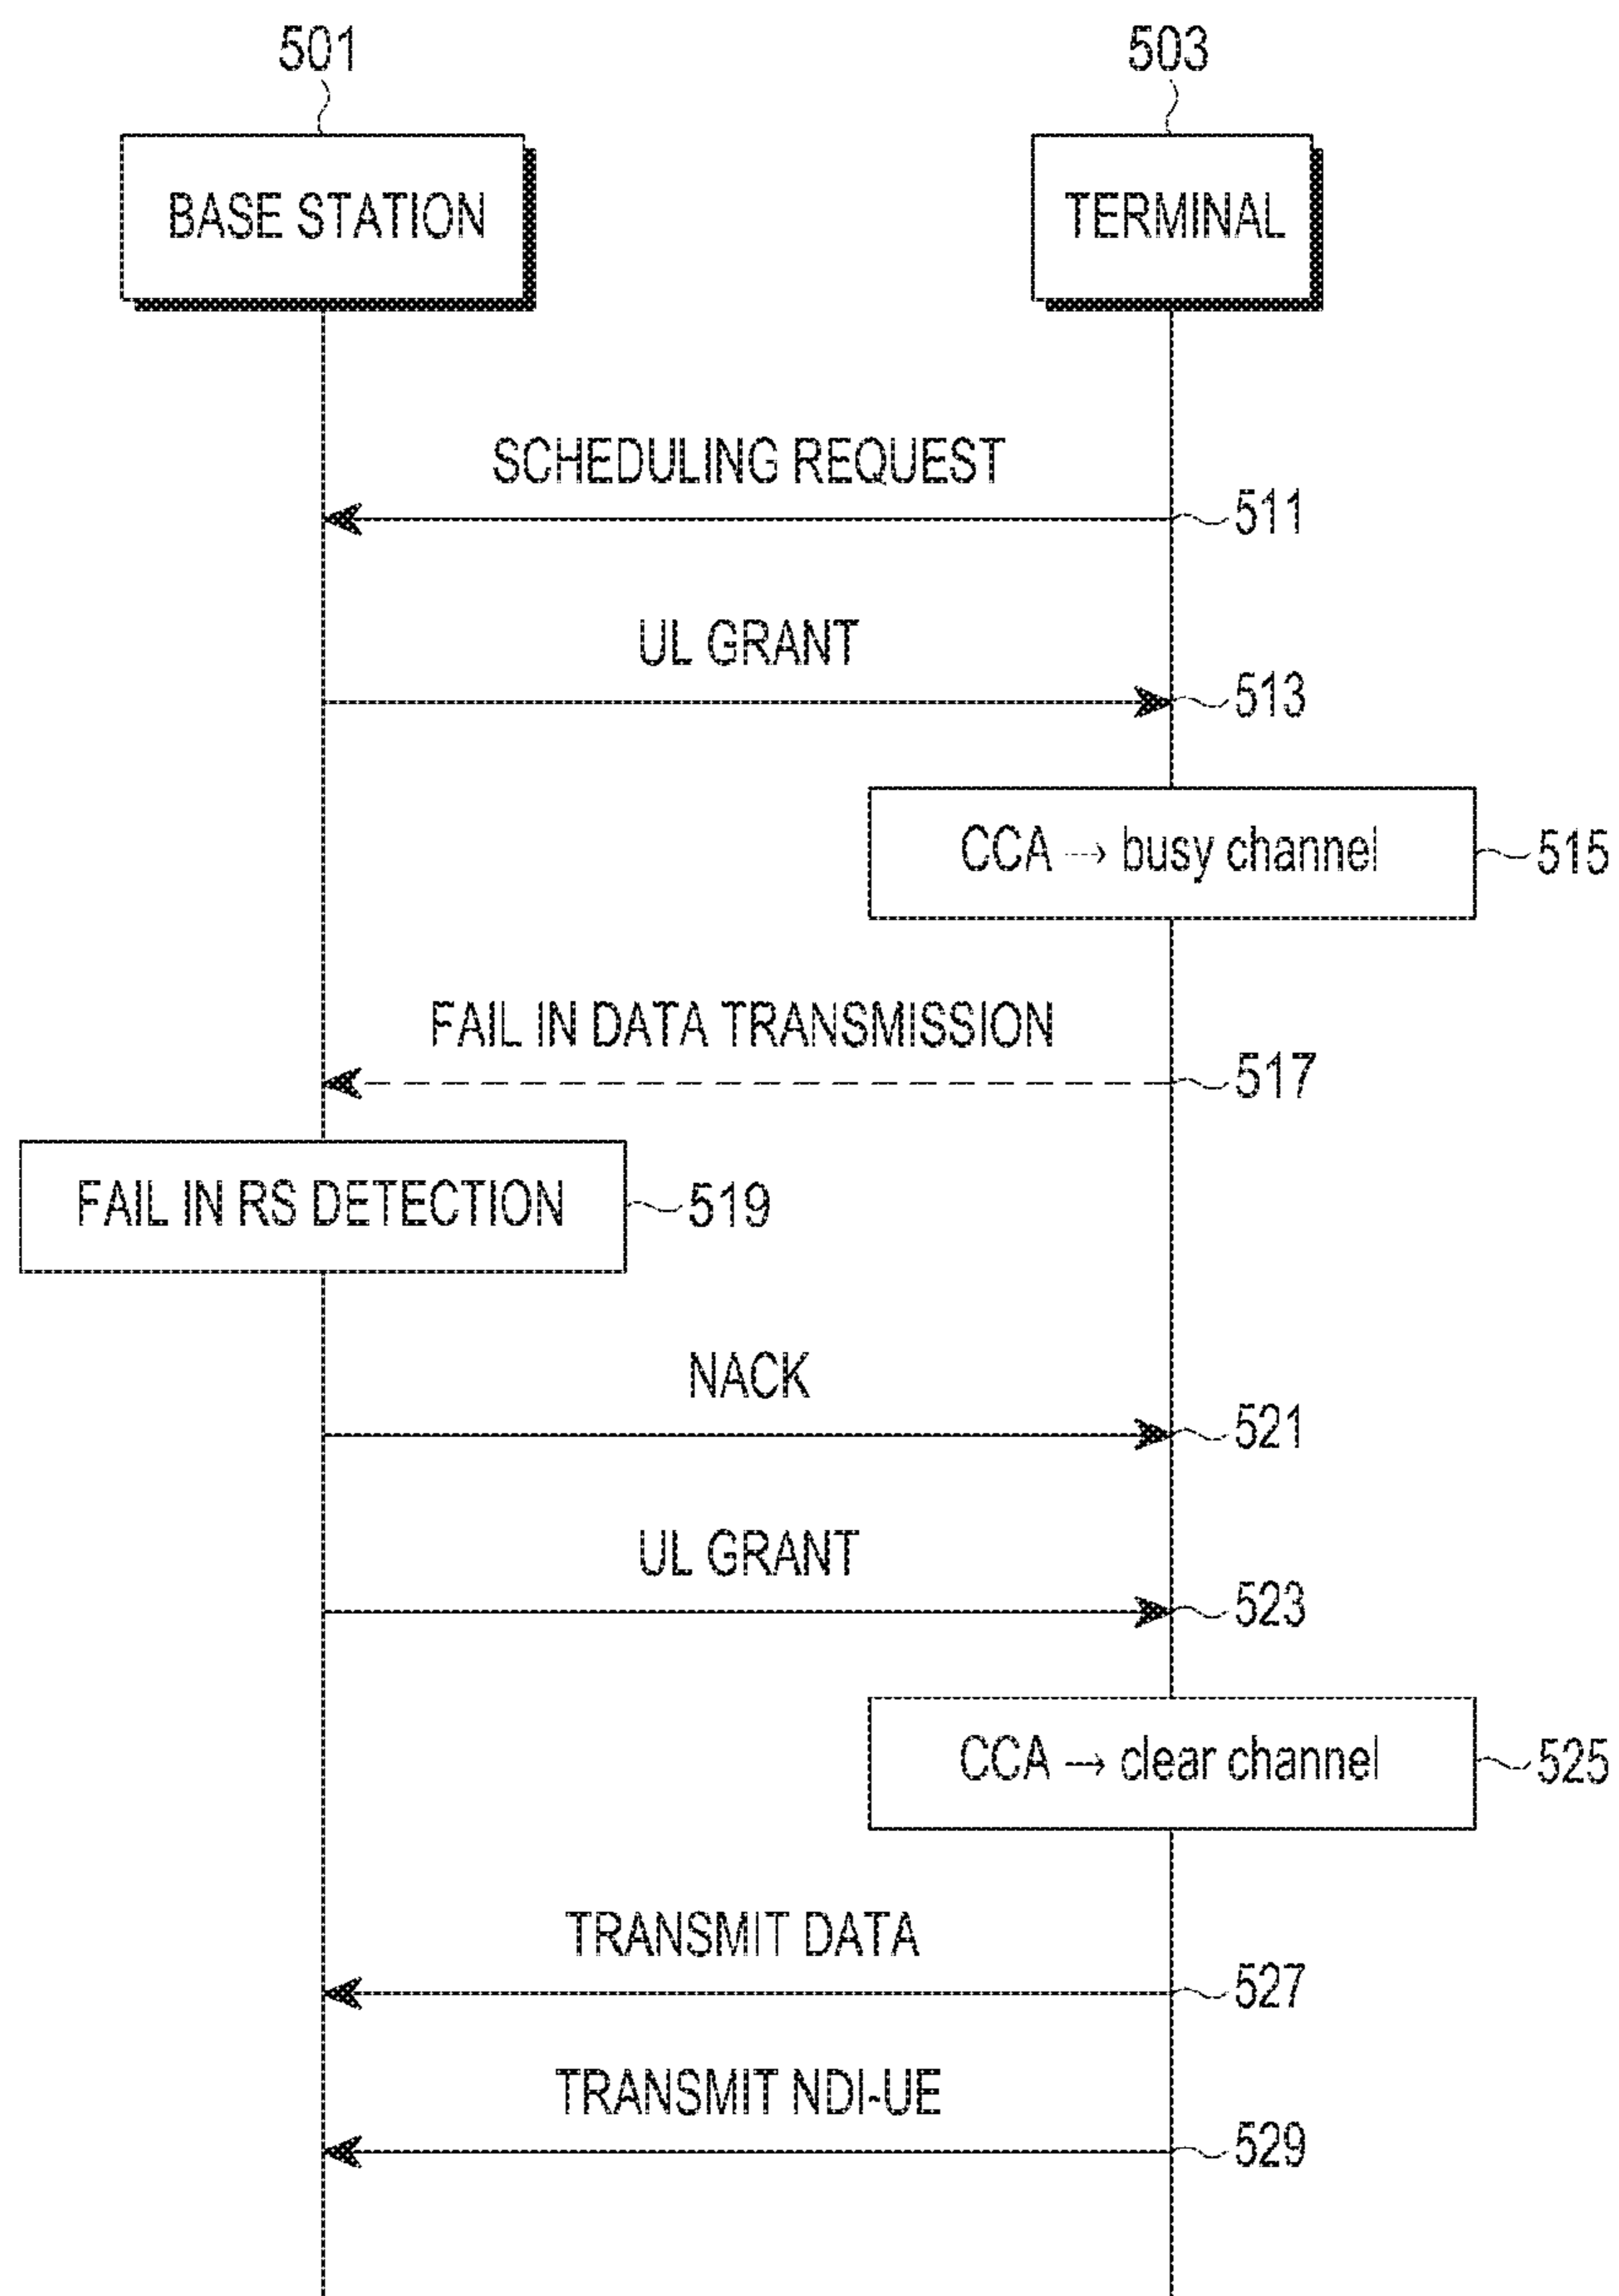 501
503
BASE STATION
TERMINAL
SCHEDULING REQUEST
511
UL GRANT
513
CCA → busy channel
515
FAIL IN DATA TRANSMISSION
517
FAIL IN RS DETECTION
519
NACK
521
UL GRANT
523
CCA → clear channel
525
TRANSMIT DATA
527
TRANSMIT NDI-UE
529